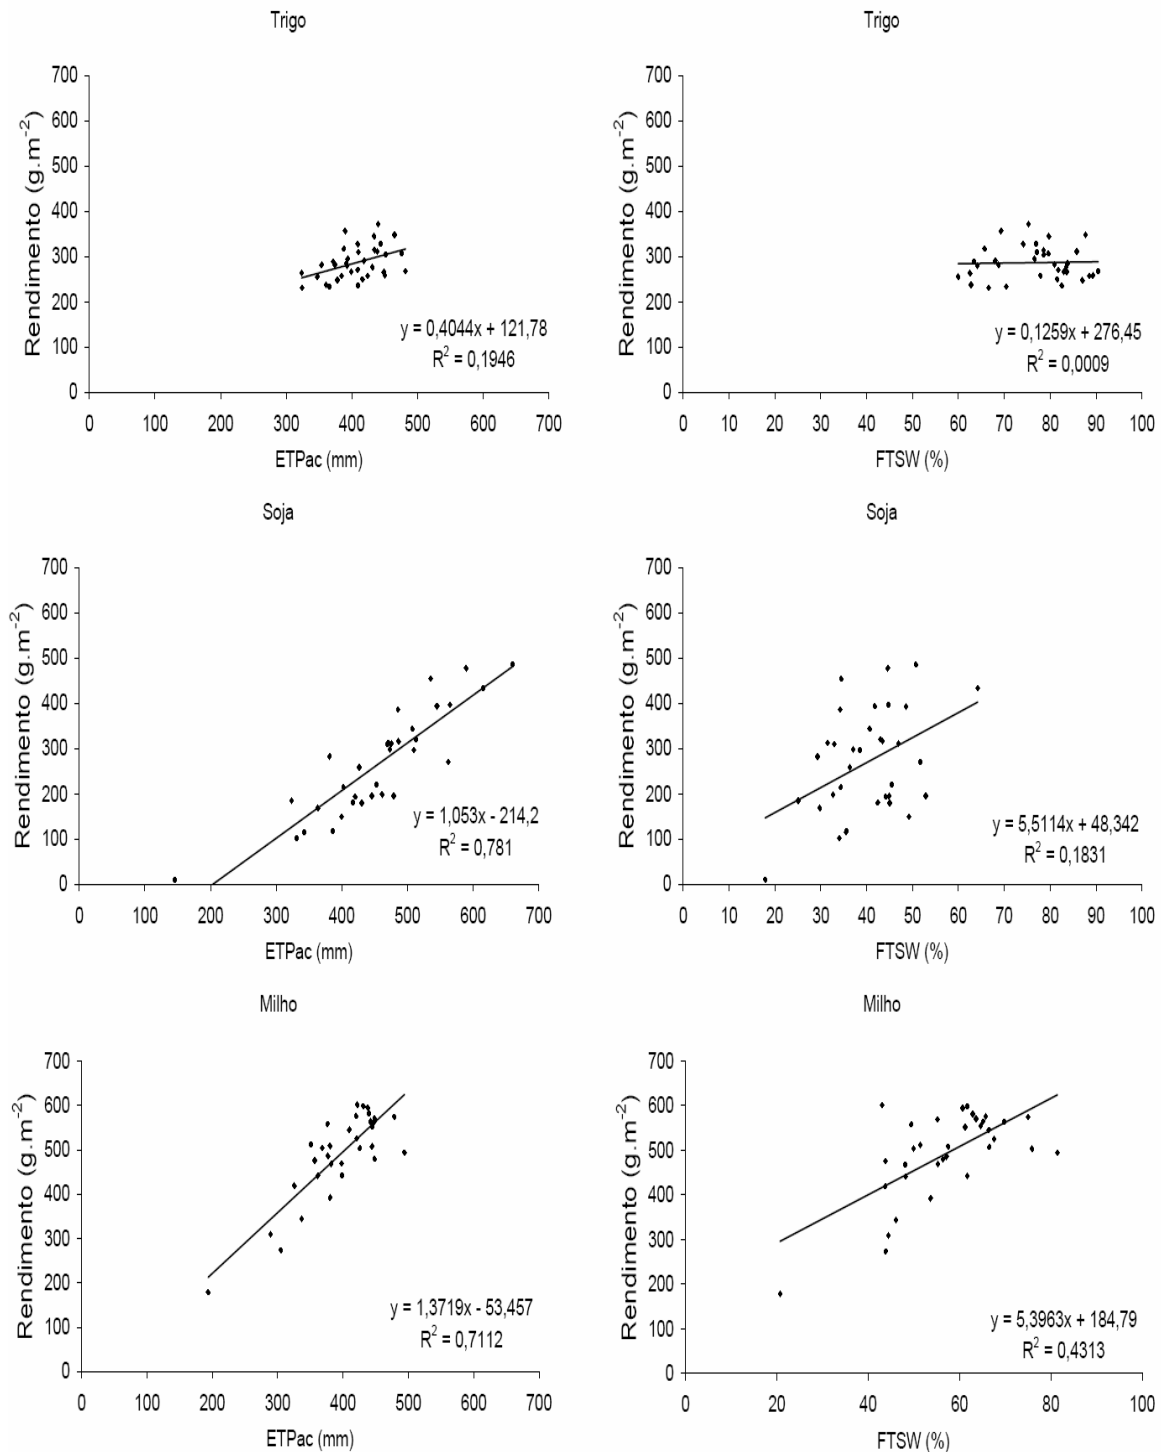 Trigo
Rendimento (g.m⁻²)
700
600
500
400
300
200
100
0
y = 0,4044x + 121,78
R² = 0,1946
0 100 200 300 400 500 600 700
ETPac (mm)
Trigo
Rendimento (g.m⁻²)
700
600
500
400
300
200
100
0
y = 0,1259x + 276,45
R² = 0,0009
0 10 20 30 40 50 60 70 80 90 100
FTSW (%)
Soja
Rendimento (g.m⁻²)
700
600
500
400
300
200
100
0
y = 1,053x - 214,2
R² = 0,781
0 100 200 300 400 500 600 700
ETPac (mm)
Soja
Rendimento (g.m⁻²)
700
600
500
400
300
200
100
0
y = 5,5114x + 48,342
R² = 0,1831
0 10 20 30 40 50 60 70 80 90 100
FTSW (%)
Milho
Rendimento (g.m⁻²)
700
600
500
400
300
200
100
0
y = 1,3719x - 53,457
R² = 0,7112
0 100 200 300 400 500 600 700
ETPac (mm)
Milho
Rendimento (g.m⁻²)
700
600
500
400
300
200
100
0
y = 5,3963x + 184,79
R² = 0,4313
0 20 40 60 80 100
FTSW (%)